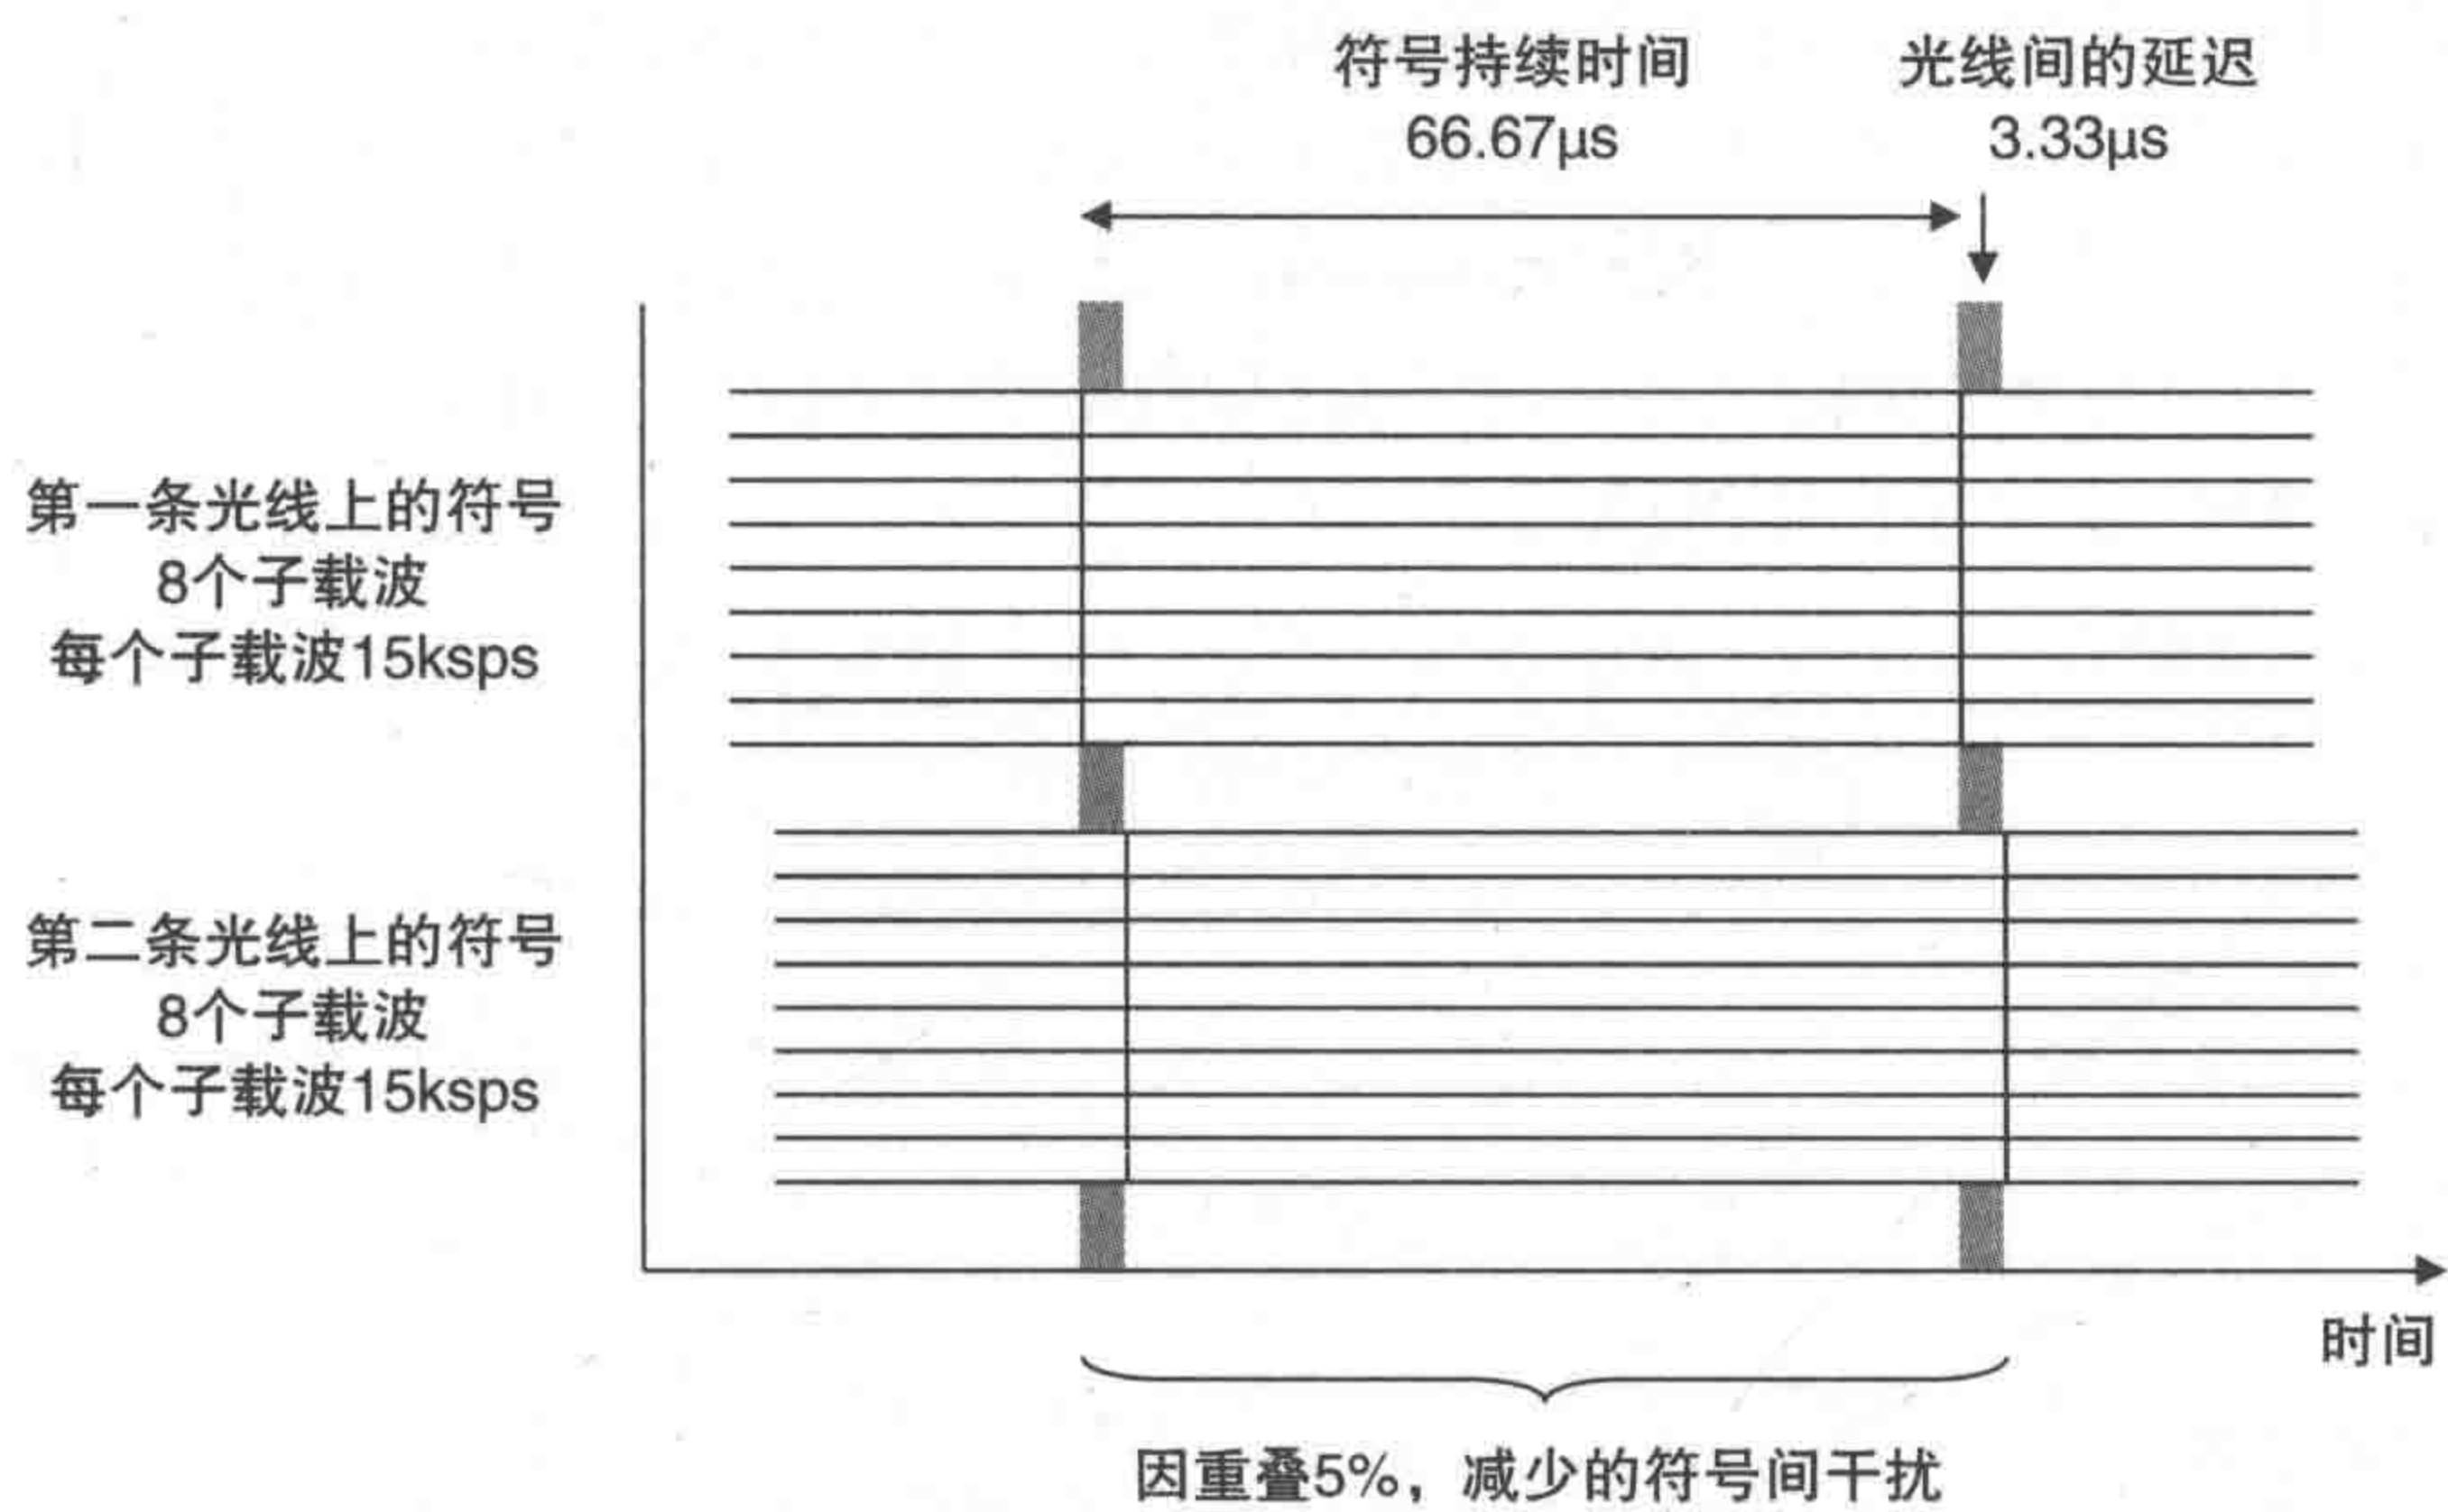 符号持续时间
66.67μs
光线间的延迟
3.33μs
第一条光线上的符号
8个子载波
每个子载波15ksps
第二条光线上的符号
8个子载波
每个子载波15ksps
时间
因重叠5%，减少的符号间干扰